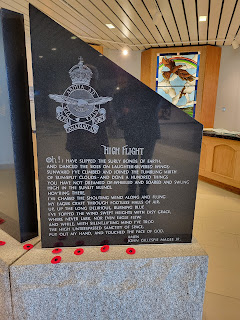 HIGH FLIGHT
Oh! I HAVE SLIPPED THE SURLY BONDS OF EARTH,
AND DANCED THE SKIES ON LAUGHTER-SILVERED WINGS;
SUNWARD I'VE CLIMBED AND JOINED THE TUMBLING MIRTH
OF SUNSPLIT CLOUDS-AND DONE A HUNDRED THINGS
YOU HAVE NOT DREAMED OF-WHEELED AND SOARED AND SWUNG
HIGH IN THE SUNLIT SILENCE.
HOV'RING THERE,
I'VE CHASED THE SHOUTING WIND ALONG AND FLUNG
MY EAGER CRAFT THROUGH FOOTLESS HALLS OF AIR.
UP, UP THE LONG DELIRIOUS, BURNING BLUE
I'VE TOPPED THE WIND SWEPT HEIGHTS WITH EASY GRACE,
WHERE NEVER LARK, NOR EVEN EAGLE FLEW;
AND WHILE, WITH SILENT LIFTING MIND I'VE TROD
THE HIGH UNTRESPASSED SANCTITY OF SPACE,
PUT OUT MY HAND, AND TOUCHED THE FACE OF GOD.
JOHN GILLESPIE MAGEE JR.